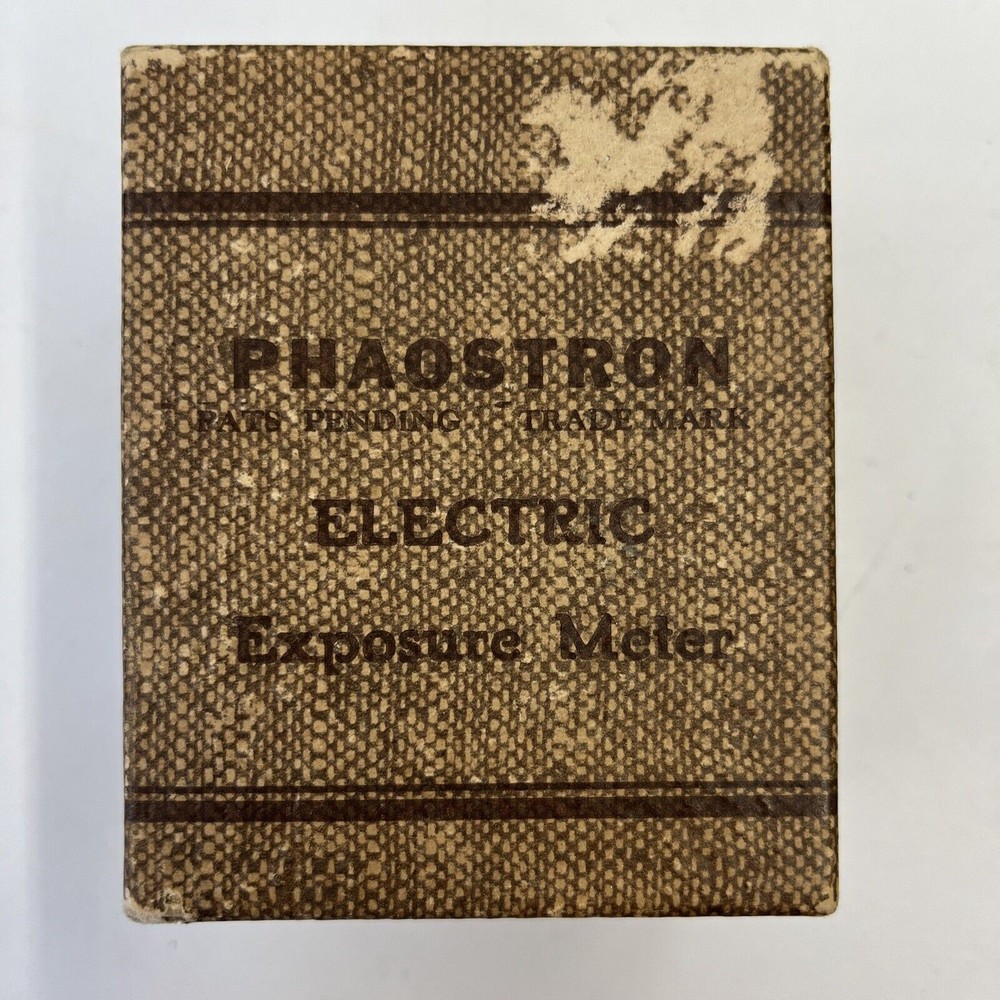 PHAOSTRON
PATS PENDING TRADE MARK
ELECTRIC
Exposure Meter